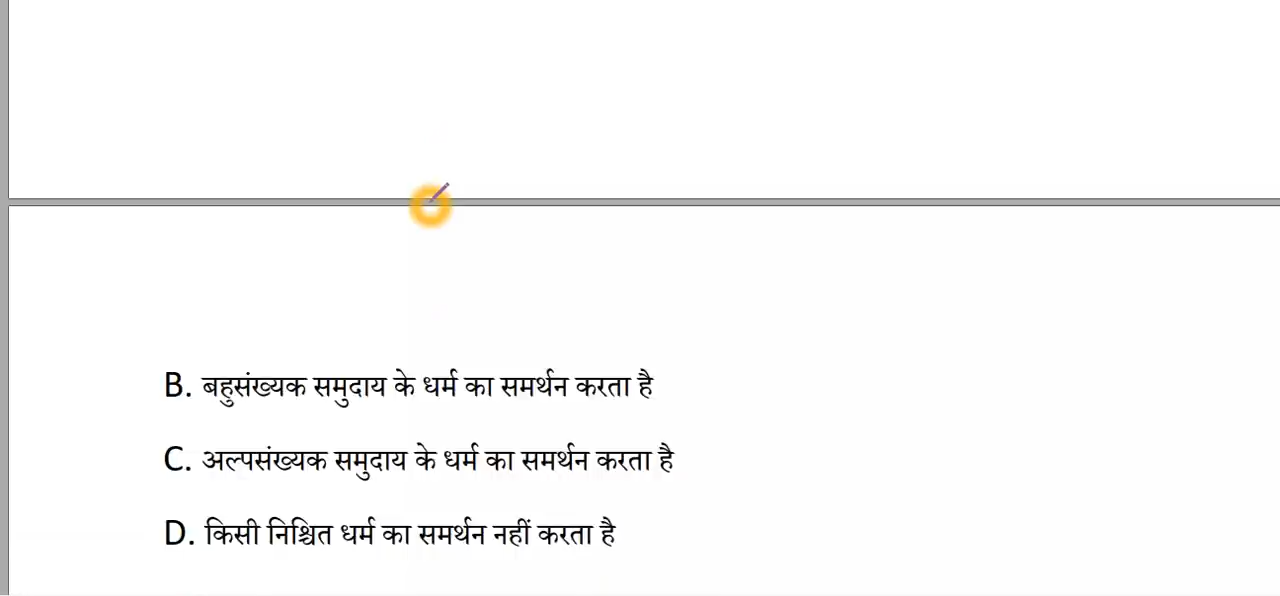 B. बहुसंख्यक समुदाय के धर्म का समर्थन करता है
C. अल्पसंख्यक समुदाय के धर्म का समर्थन करता है
D. किसी निश्चित धर्म का समर्थन नहीं करता है